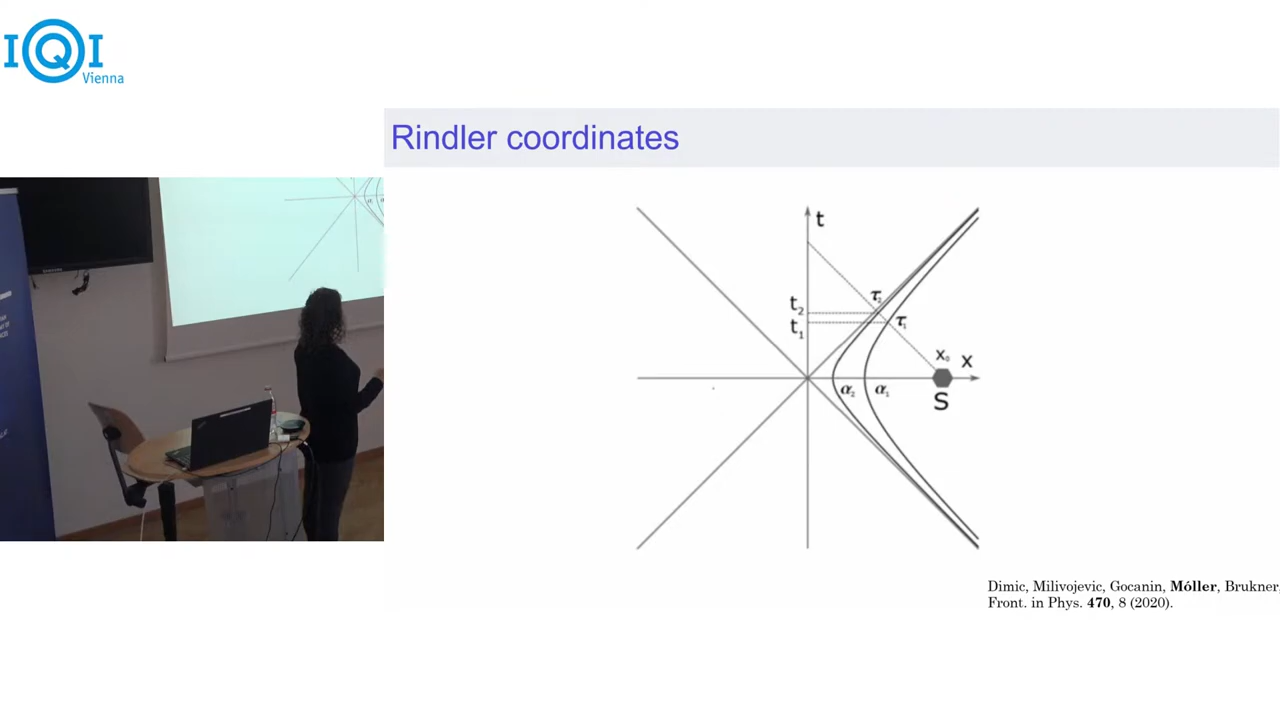 IQI
Vienna
Rindler coordinates
t
τ₂
t₂
τ₁
t₁
x₀ x
α₂ α₁
S
Dimic, Milivojevic, Gocanin, Móller, Brukner,
Front. in Phys. 470, 8 (2020).